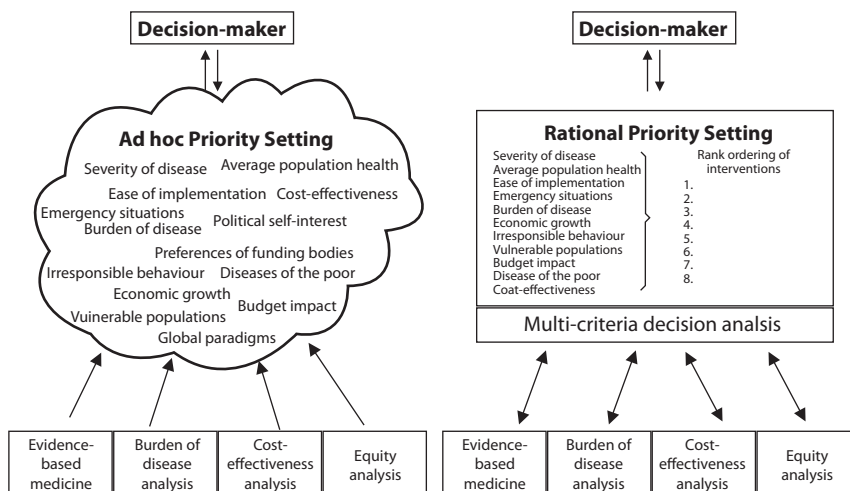 Decision-maker
Ad hoc Priority Setting
Severity of disease
Average population health
Ease of implementation
Cost-effectiveness
Emergency situations
Political self-interest
Burden of disease
Preferences of funding bodies
Irresponsible behaviour
Diseases of the poor
Economic growth
Budget impact
Vuinerable populations
Global paradigms
Evidence-
based
medicine
Burden of
disease
analysis
Cost-
effectiveness
analysis
Equity
analysis
Decision-maker
Rational Priority Setting
Severity of disease
Average population health
Ease of implementation
Emergency situations
Burden of disease
Economic growth
Irresponsible behaviour
Vulnerable populations
Budget impact
Disease of the poor
Coat-effectiveness
Rank ordering of
interventions
1.
2.
3.
4.
5.
6.
7.
8.
Multi-criteria decision analsis
Evidence-
based
medicine
Burden of
disease
analysis
Cost-
effectiveness
analysis
Equity
analysis